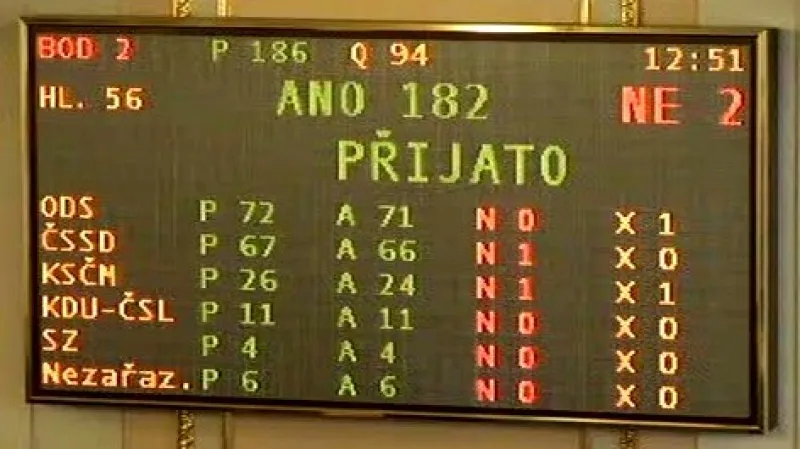 BOD 2 P 186 Q 94 12:51
HL. 56 ANO 182 NE 2
PŘIJATO
ODS P 72 A 71 N 0 X 1
ČSSD P 67 A 66 N 1 X 0
KSČM P 26 A 24 N 1 X 1
KDU-ČSL P 11 A 11 N 0 X 0
SZ P 4 A 4 N 0 X 0
Nezařaz. P 6 A 6 N 0 X 0